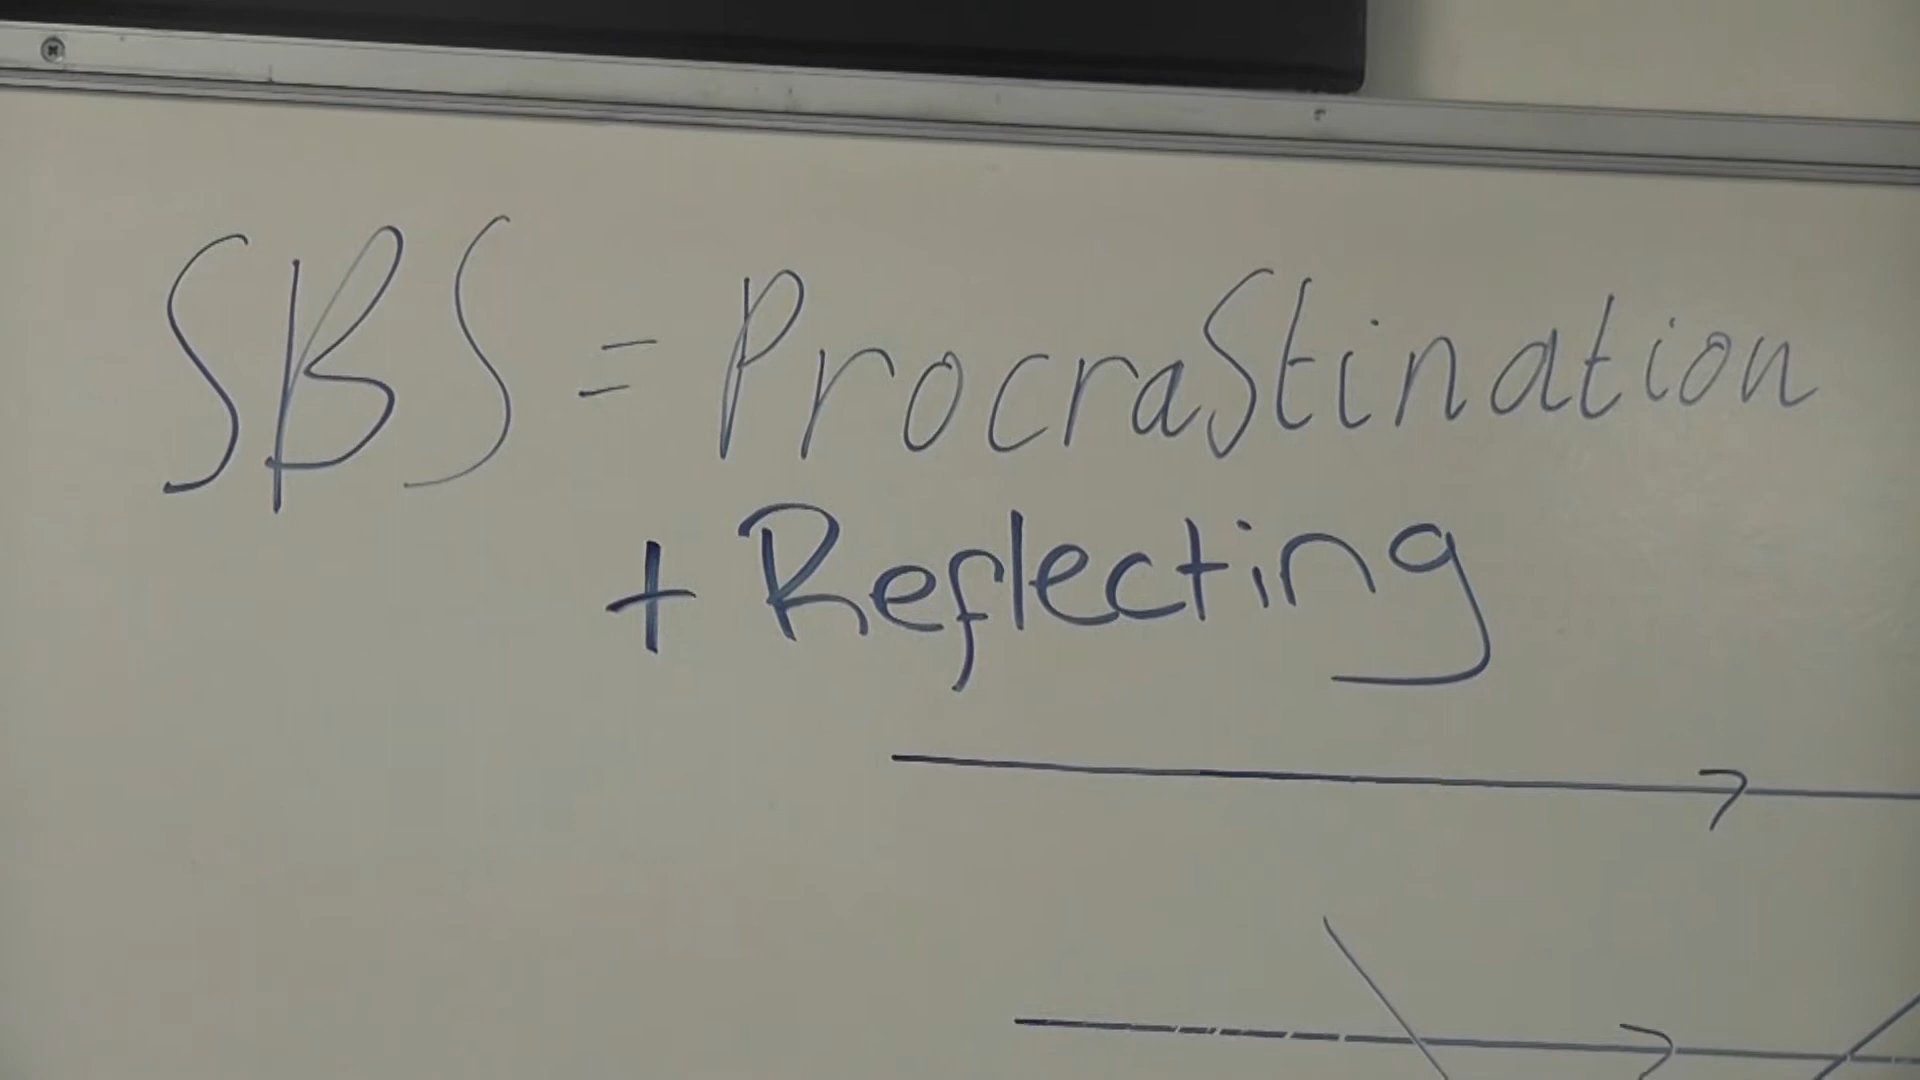 SBS = ProcraStination
+ Reflecting